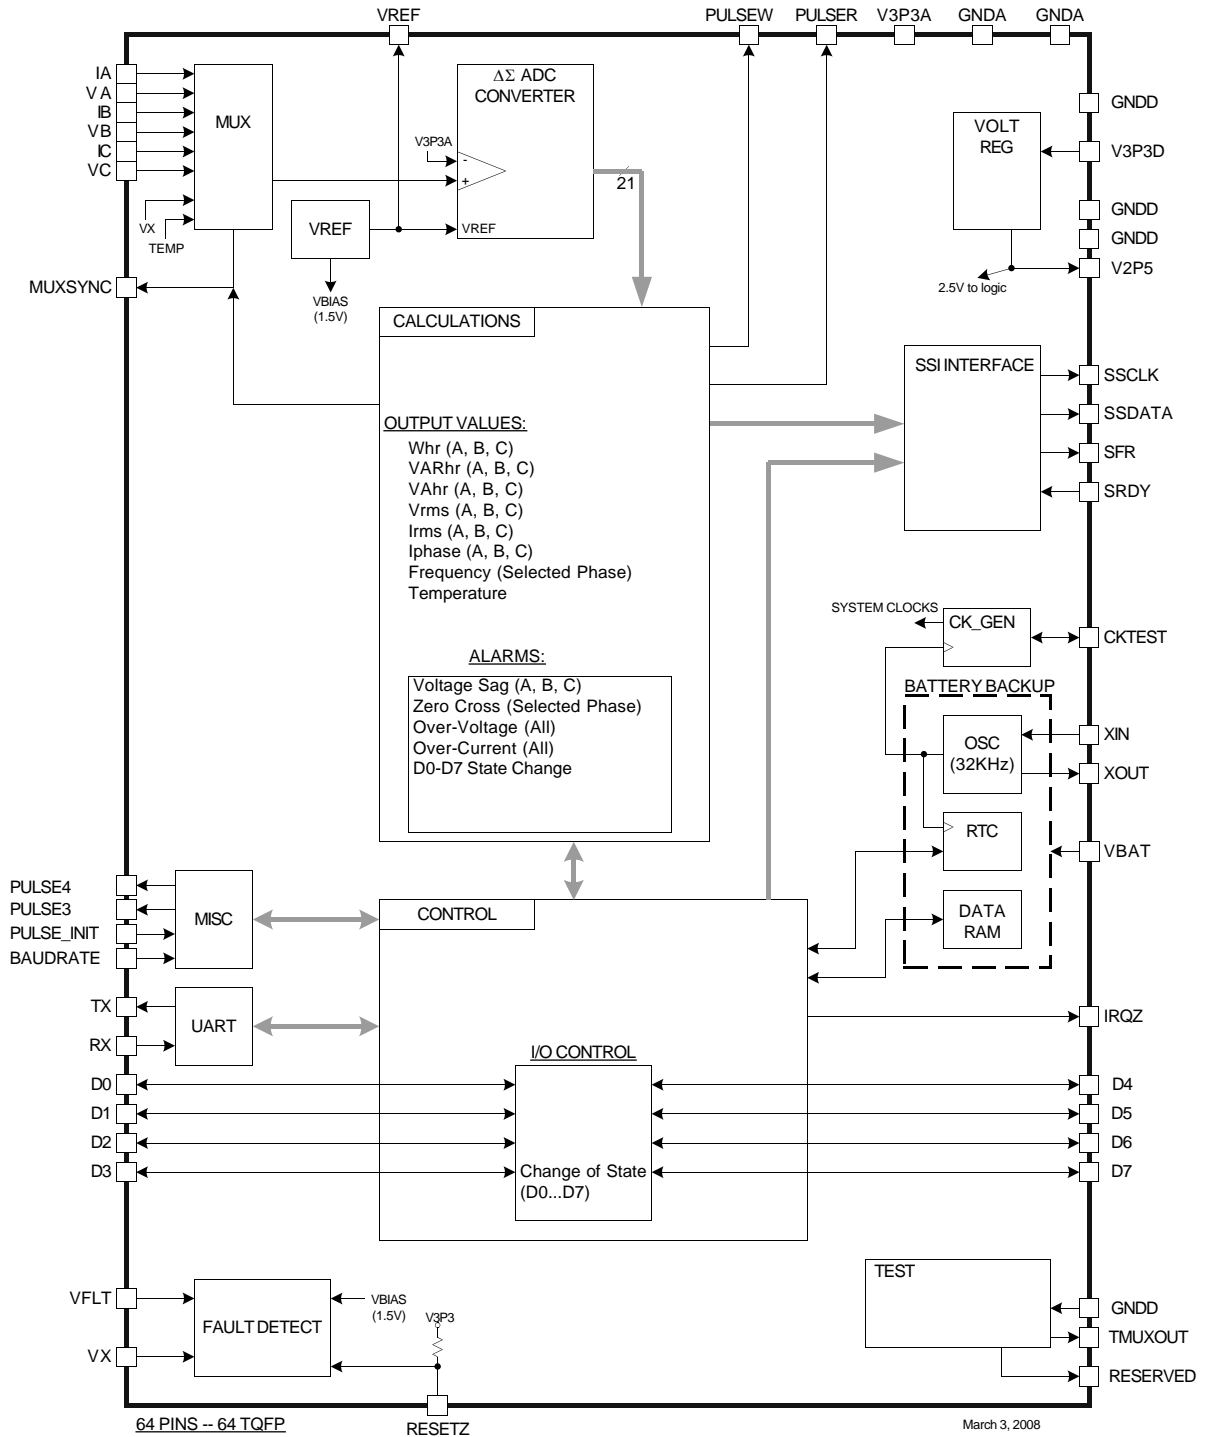 VREF
PULSEW
PULSER
V3P3A
GNDA
GNDA
IA
VA
IB
VB
IC
VC
MUX
VX
TEMP
MUXSYNC
ΔΣ ADC
CONVERTER
V3P3A
-
+
VREF
21
VREF
VBIAS
(1.5V)
VOLT
REG
GNDD
V3P3D
GNDD
GNDD
V2P5
2.5V to logic
CALCULATIONS
OUTPUT VALUES:
Whr (A, B, C)
VARhr (A, B, C)
VAhr (A, B, C)
Vrms (A, B, C)
Irms (A, B, C)
Iphase (A, B, C)
Frequency (Selected Phase)
Temperature
ALARMS:
Voltage Sag (A, B, C)
Zero Cross (Selected Phase)
Over-Voltage (All)
Over-Current (All)
D0-D7 State Change
SSI INTERFACE
SSCLK
SSDATA
SFR
SRDY
SYSTEM CLOCKS
CK_GEN
CKTEST
BATTERY BACKUP
OSC
(32KHz)
XIN
XOUT
RTC
VBAT
DATA
RAM
PULSE4
PULSE3
PULSE_INIT
BAUDRATE
MISC
CONTROL
TX
RX
UART
IRQZ
I/O CONTROL
D0
D1
D2
D3
Change of State
(D0...D7)
D4
D5
D6
D7
VFLT
VX
FAULT DETECT
VBIAS
(1.5V)
V3P3
RESETZ
TEST
GNDD
TMUXOUT
RESERVED
64 PINS -- 64 TQFP
March 3, 2008